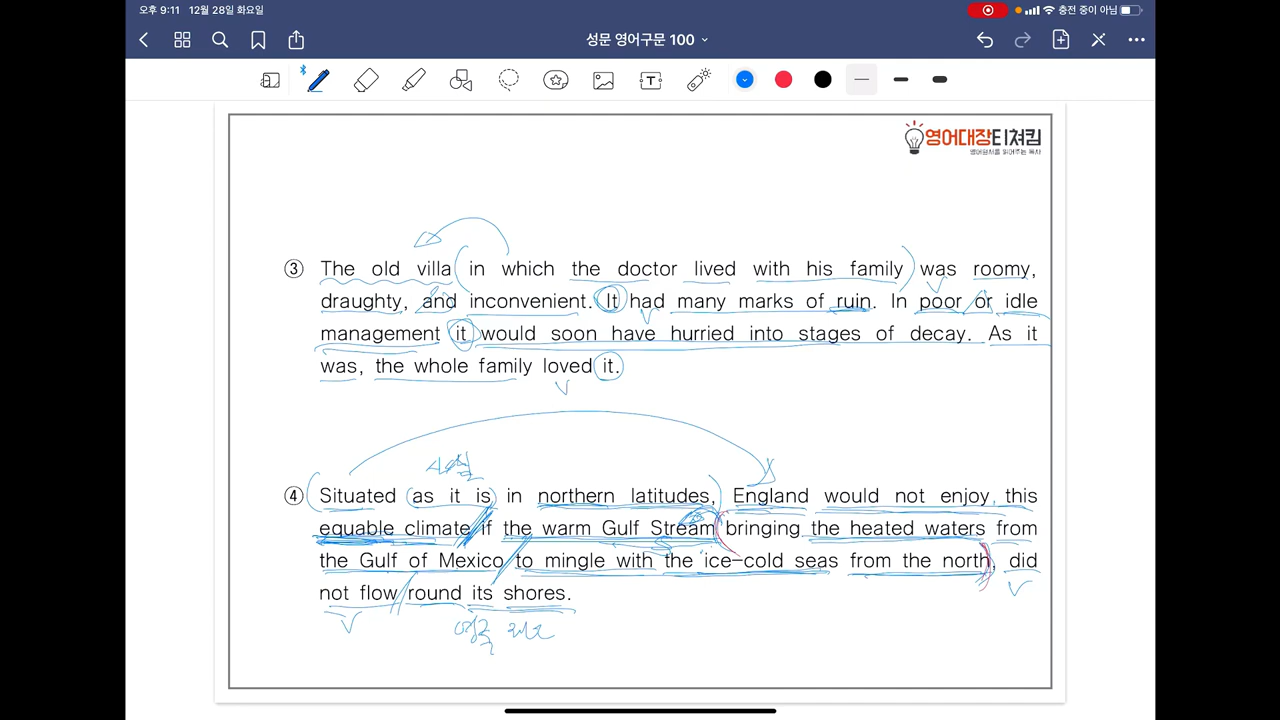 오후 9:11 12월 28일 화요일
충전 중이 아님
성문 영어구문 100
영어대장티쳐킴
영어원서를 읽어주는 목사
③ The old villa in which the doctor lived with his family was roomy,
draughty, and inconvenient. It had many marks of ruin. In poor or idle
management it would soon have hurried into stages of decay. As it
was, the whole family loved it.
사실
④ Situated as it is in northern latitudes, England would not enjoy this
equable climate if the warm Gulf Stream bringing the heated waters from
the Gulf of Mexico to mingle with the ice-cold seas from the north, did
not flow round its shores.